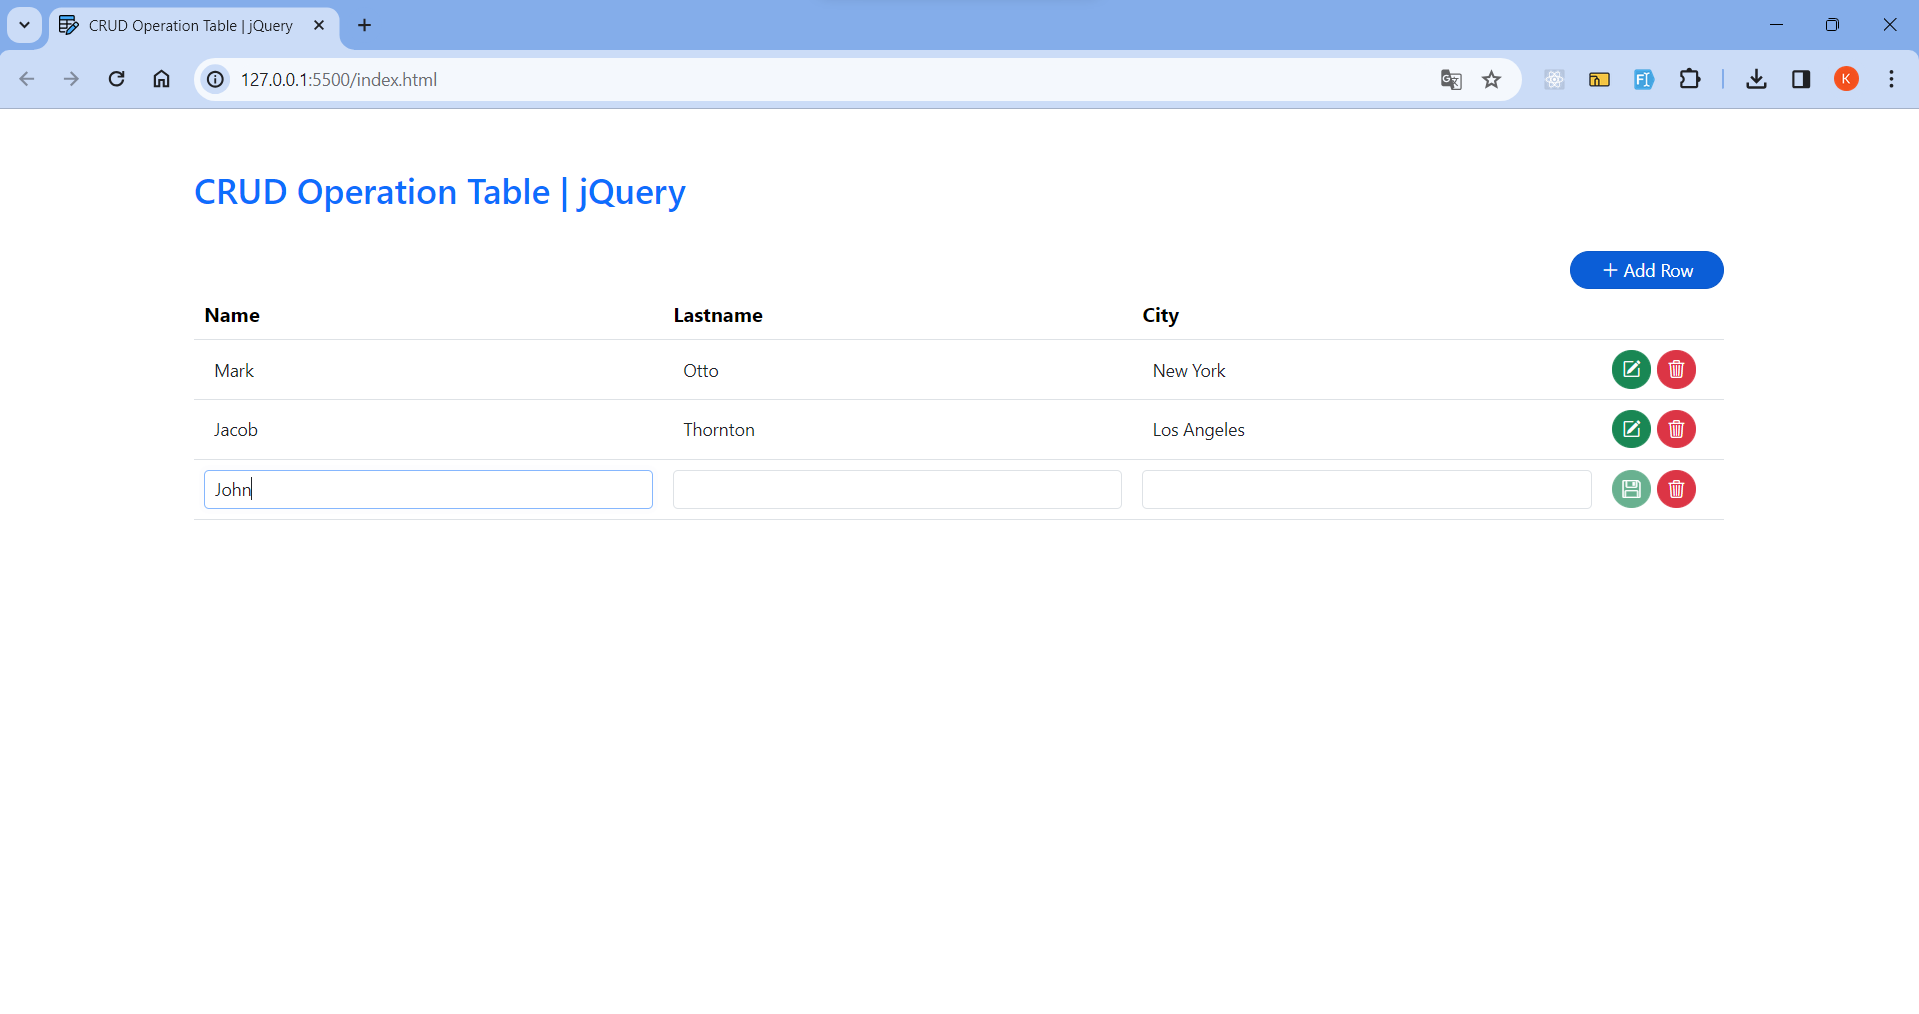 CRUD Operation Table | jQuery
127.0.0.1:5500/index.html
K
CRUD Operation Table | jQuery
+ Add Row
Name Lastname City
Mark Otto New York
Jacob Thornton Los Angeles
John